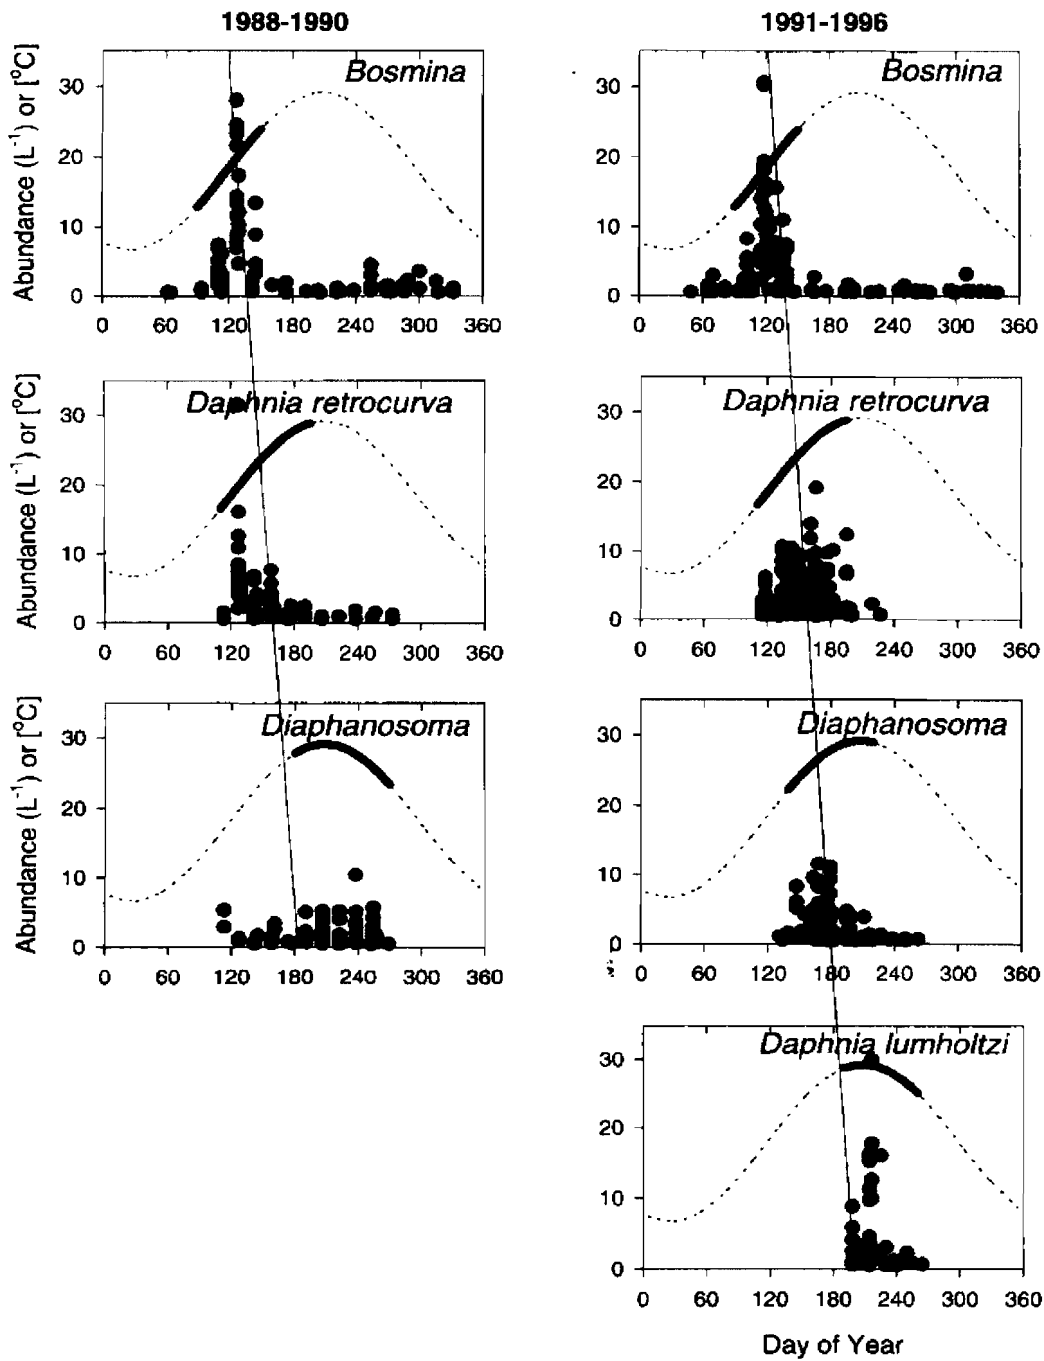 1988-1990
1991-1996
Abundance (L⁻¹) or [°C]
Bosmina
30
20
10
0
0 60 120 180 240 300 360
Bosmina
30
20
10
0
0 60 120 180 240 300 360
Abundance (L⁻¹) or [°C]
Daphnia retrocurva
30
20
10
0
0 60 120 180 240 300 360
Daphnia retrocurva
30
20
10
0
0 60 120 180 240 300 360
Abundance (L⁻¹) or [°C]
Diaphanosoma
30
20
10
0
0 60 120 180 240 300 360
Diaphanosoma
30
20
10
0
0 60 120 180 240 300 360
Daphnia lumholtzi
30
20
10
0
0 60 120 180 240 300 360
Day of Year